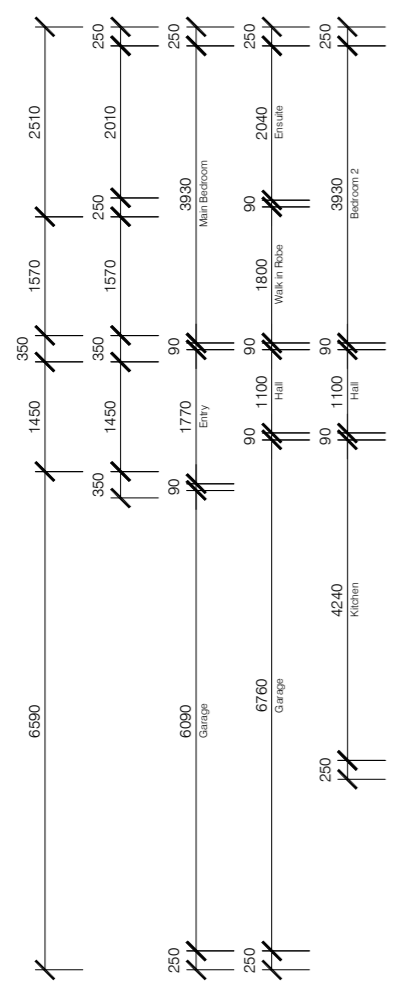 6590 1450 350 1570 2510
350 1450 350 1570 250 2010 250
250 6090 90 1770 90 3930 250
Garage Entry Main Bedroom
250 6760 90 1100 90 1800 90 2040 250
Garage Hall Walk in Robe Ensuite
250 4240 90 1100 90 3930 250
Kitchen Hall Bedroom 2